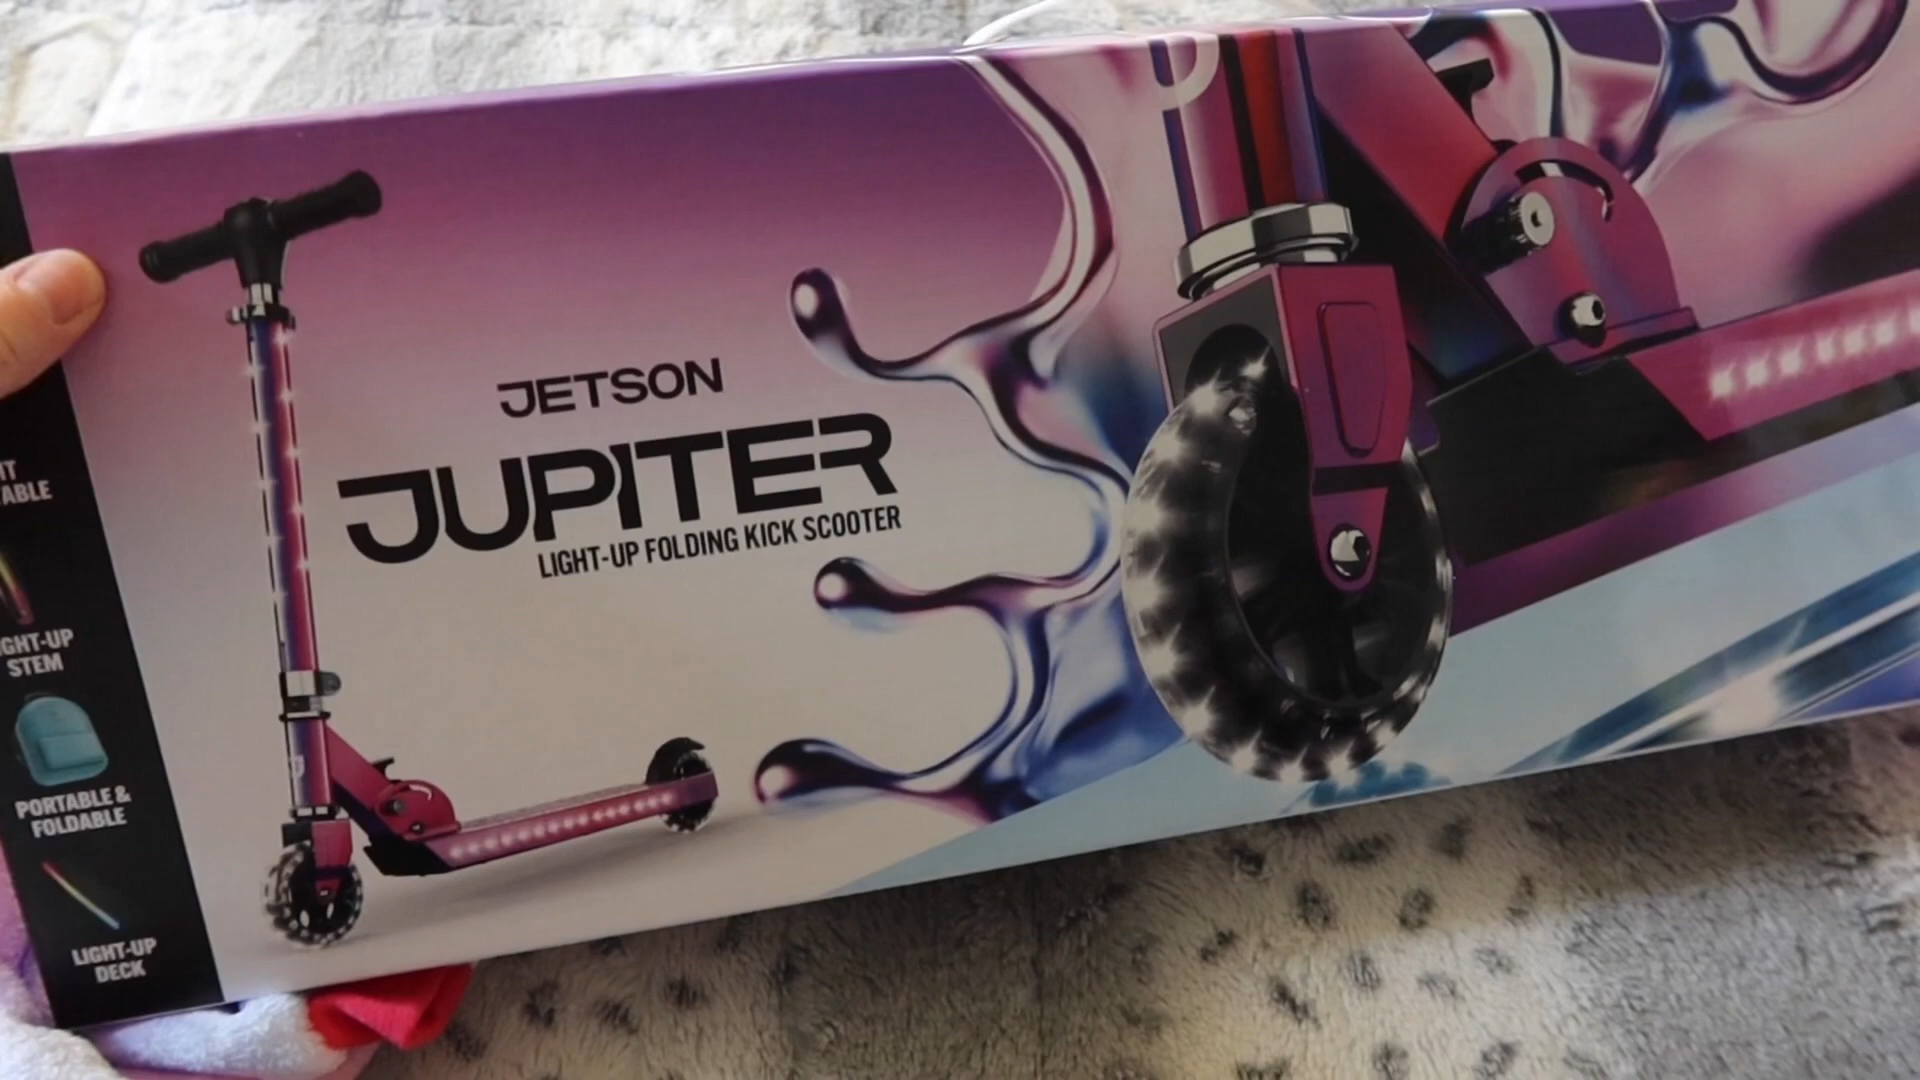 JETSON
JUPITER
LIGHT-UP FOLDING KICK SCOOTER
STEM
PORTABLE &
FOLDABLE
LIGHT-UP
DECK